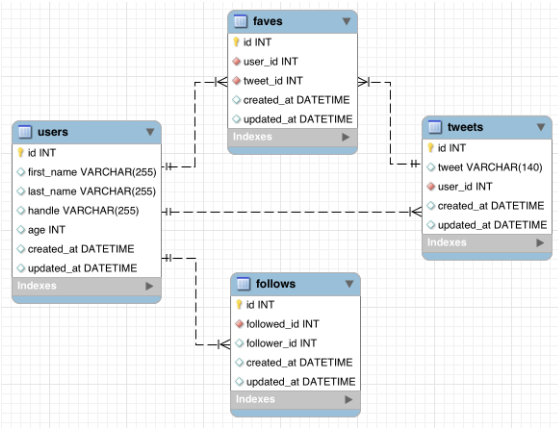 faves
id INT
user_id INT
tweet_id INT
created_at DATETIME
updated_at DATETIME
Indexes
users
id INT
first_name VARCHAR(255)
last_name VARCHAR(255)
handle VARCHAR(255)
age INT
created_at DATETIME
updated_at DATETIME
Indexes
tweets
id INT
tweet VARCHAR(140)
user_id INT
created_at DATETIME
updated_at DATETIME
Indexes
follows
id INT
followed_id INT
follower_id INT
created_at DATETIME
updated_at DATETIME
Indexes